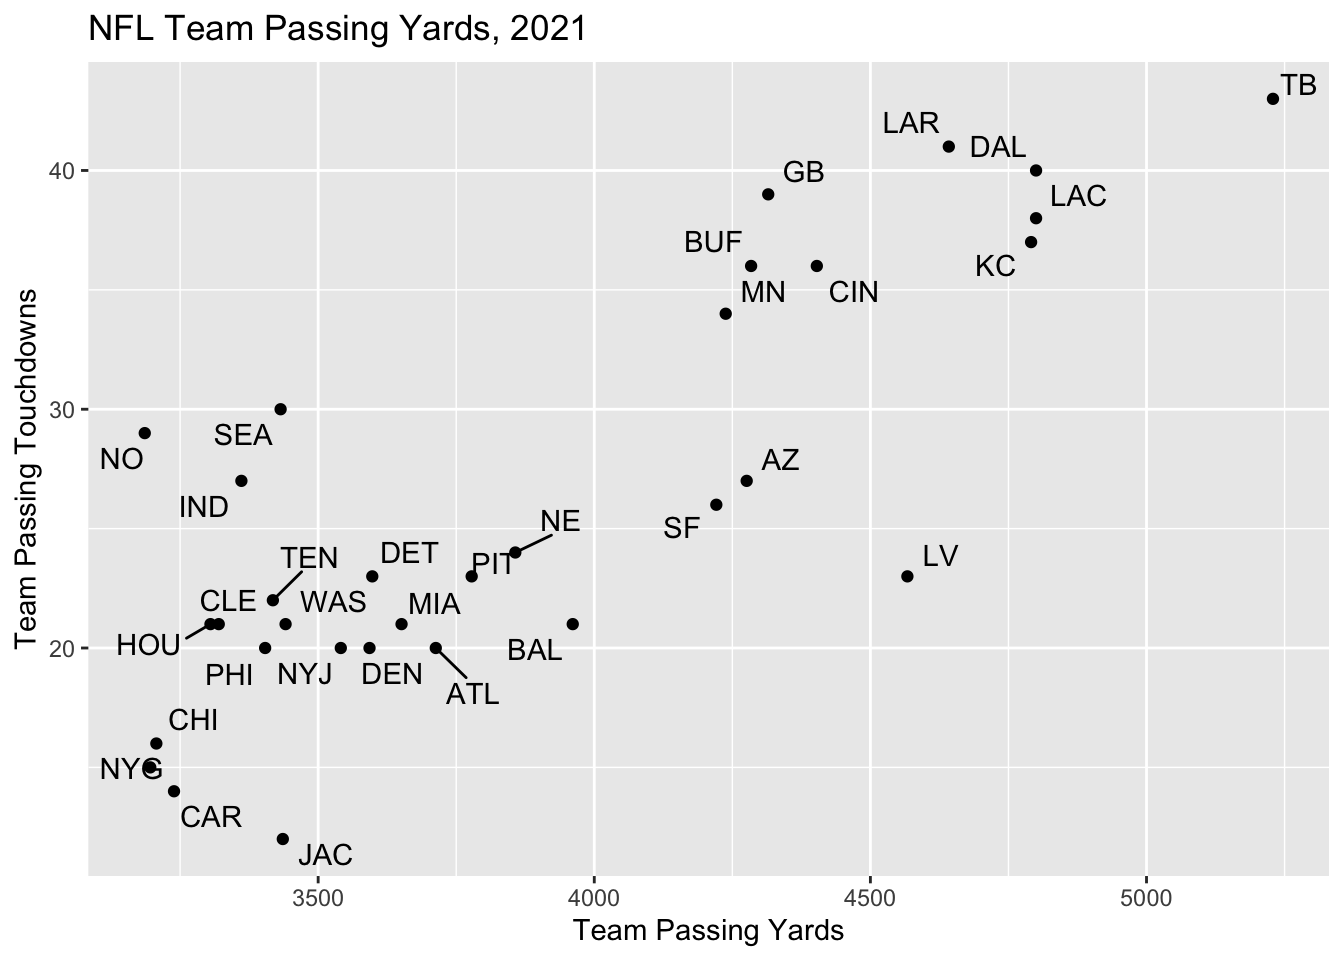 NFL Team Passing Yards, 2021
TB
LAR
DAL
GB
LAC
BUF
KC
MN
CIN
SEA
NO
AZ
IND
NE
SF
TEN
DET
PIT
LV
CLE
WAS
MIA
HOU
BAL
PHI
NYJ
DEN
ATL
CHI
NYG
CAR
JAC
40
30
20
Team Passing Touchdowns
3500
4000
4500
5000
Team Passing Yards